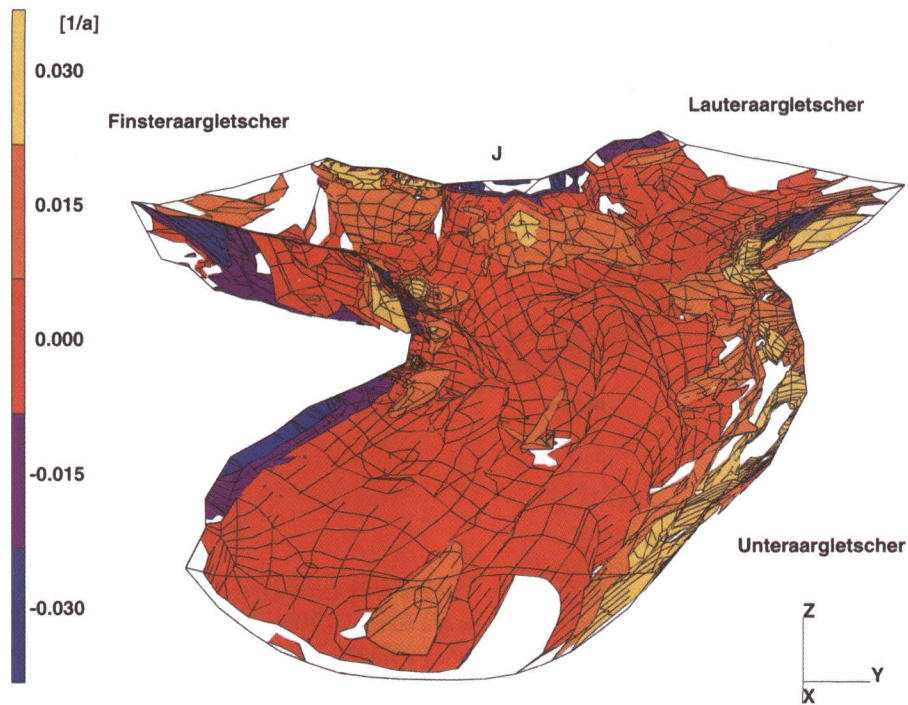 [1/a]
0.030
Finsteraargletscher
Lauteraargletscher
J
0.015
0.000
-0.015
-0.030
Unteraargletscher
Z
Y
X